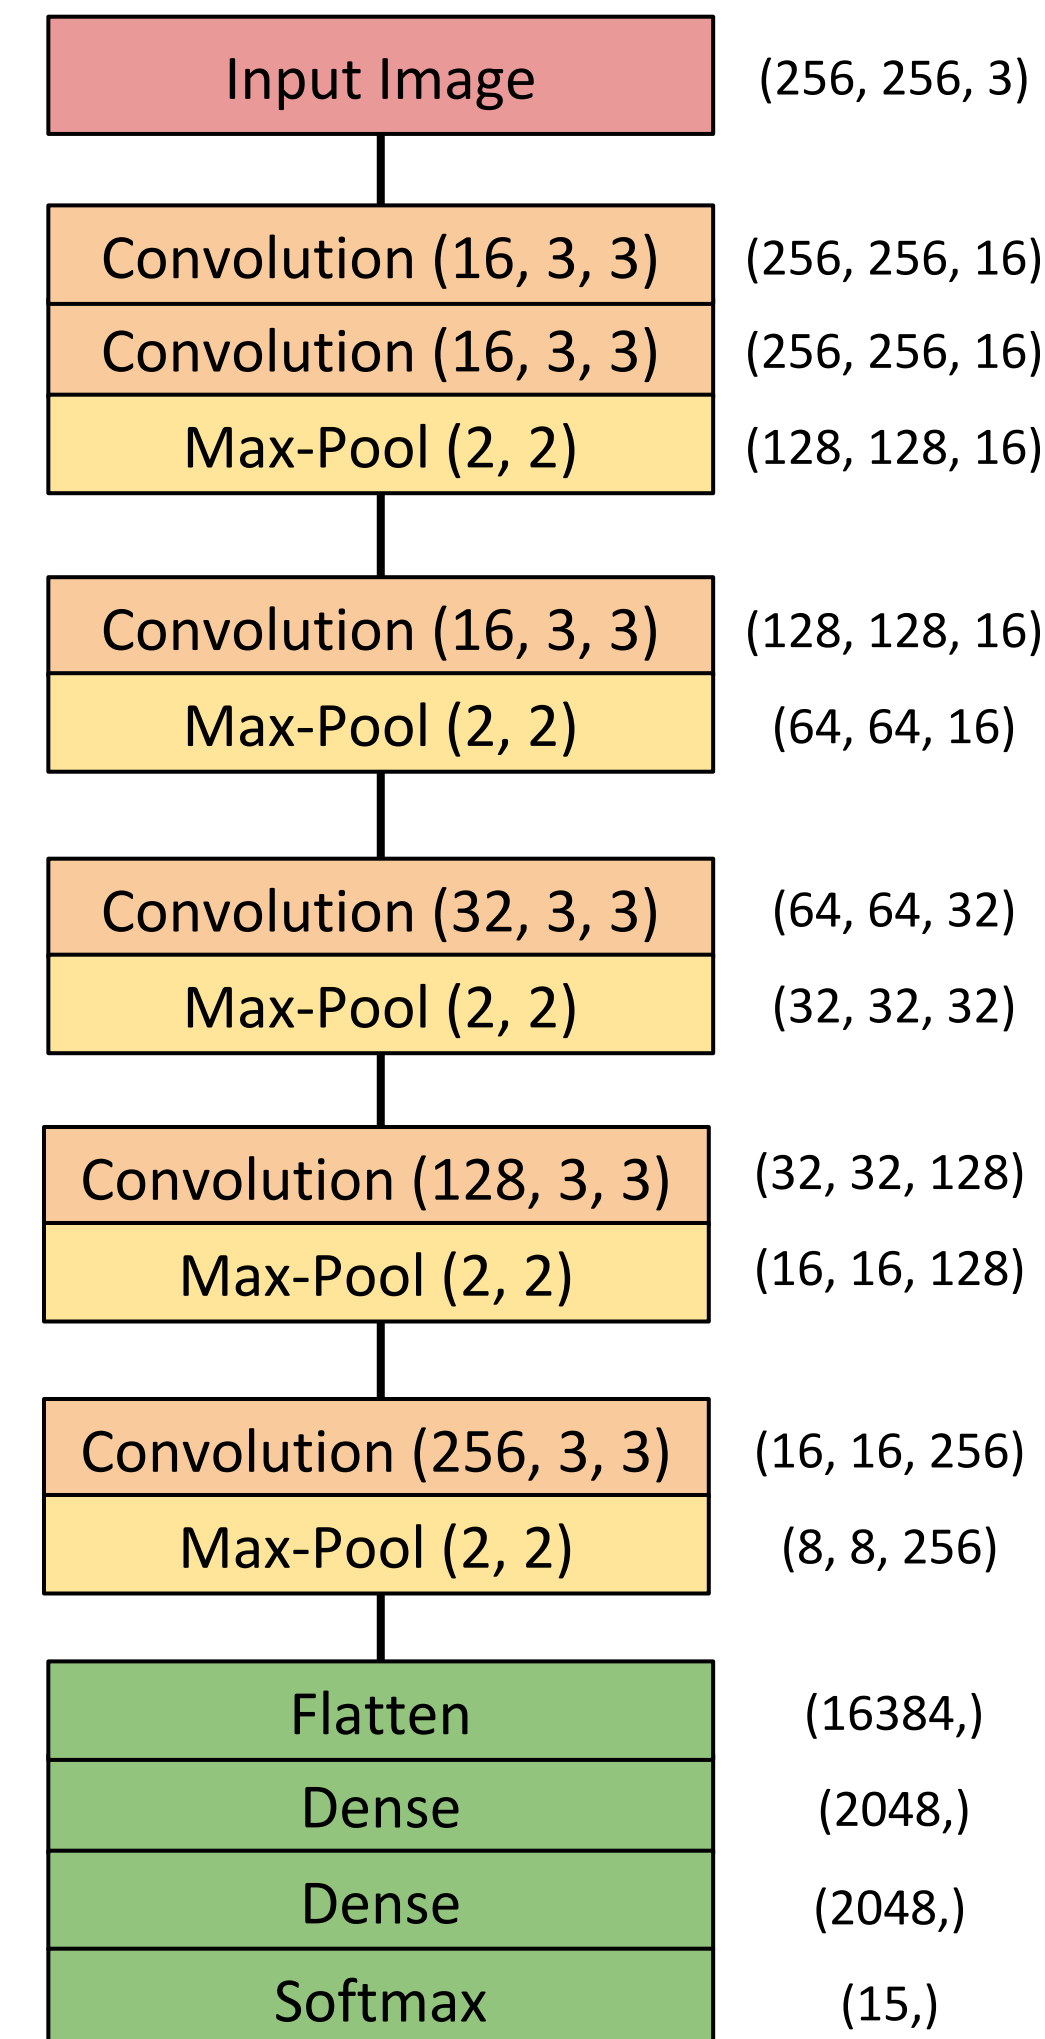 Input Image (256, 256, 3)
Convolution (16, 3, 3) (256, 256, 16)
Convolution (16, 3, 3) (256, 256, 16)
Max-Pool (2, 2) (128, 128, 16)
Convolution (16, 3, 3) (128, 128, 16)
Max-Pool (2, 2) (64, 64, 16)
Convolution (32, 3, 3) (64, 64, 32)
Max-Pool (2, 2) (32, 32, 32)
Convolution (128, 3, 3) (32, 32, 128)
Max-Pool (2, 2) (16, 16, 128)
Convolution (256, 3, 3) (16, 16, 256)
Max-Pool (2, 2) (8, 8, 256)
Flatten (16384,)
Dense (2048,)
Dense (2048,)
Softmax (15,)